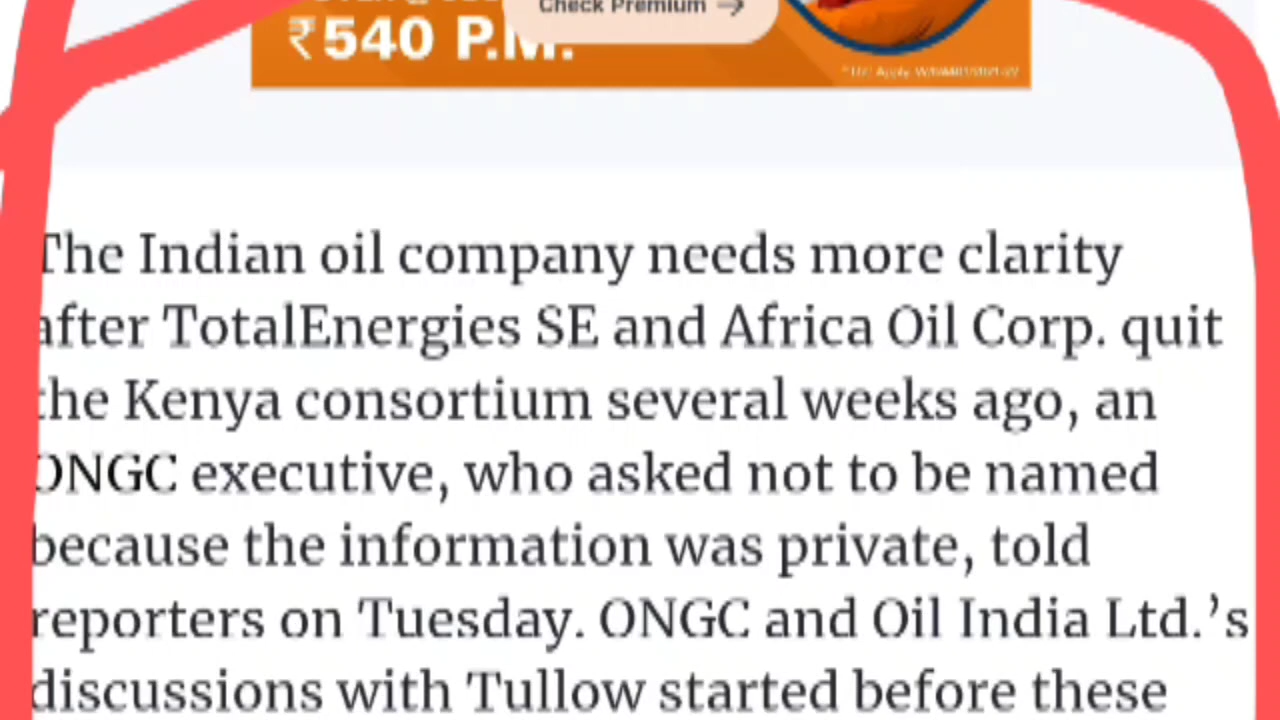 Check Premium →
₹540 P.M.
The Indian oil company needs more clarity
after TotalEnergies SE and Africa Oil Corp. quit
the Kenya consortium several weeks ago, an
ONGC executive, who asked not to be named
because the information was private, told
reporters on Tuesday. ONGC and Oil India Ltd.’s
discussions with Tullow started before these